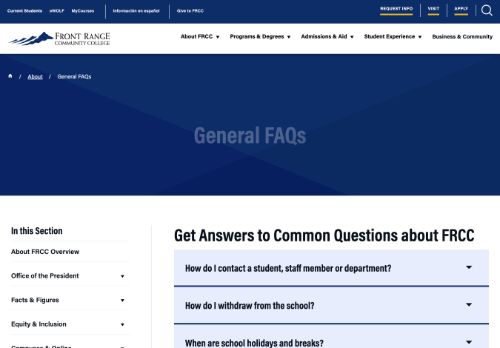 Current Students eWOLF MyCourses Información en español Give to FRCC REQUEST INFO VISIT APPLY
FRONT RANGE
COMMUNITY COLLEGE
About FRCC Programs & Degrees Admissions & Aid Student Experience Business & Community
/ About / General FAQs
General FAQs
In this Section
About FRCC Overview
Office of the President
Facts & Figures
Equity & Inclusion
Campuses & Online
Get Answers to Common Questions about FRCC
How do I contact a student, staff member or department?
How do I withdraw from the school?
When are school holidays and breaks?